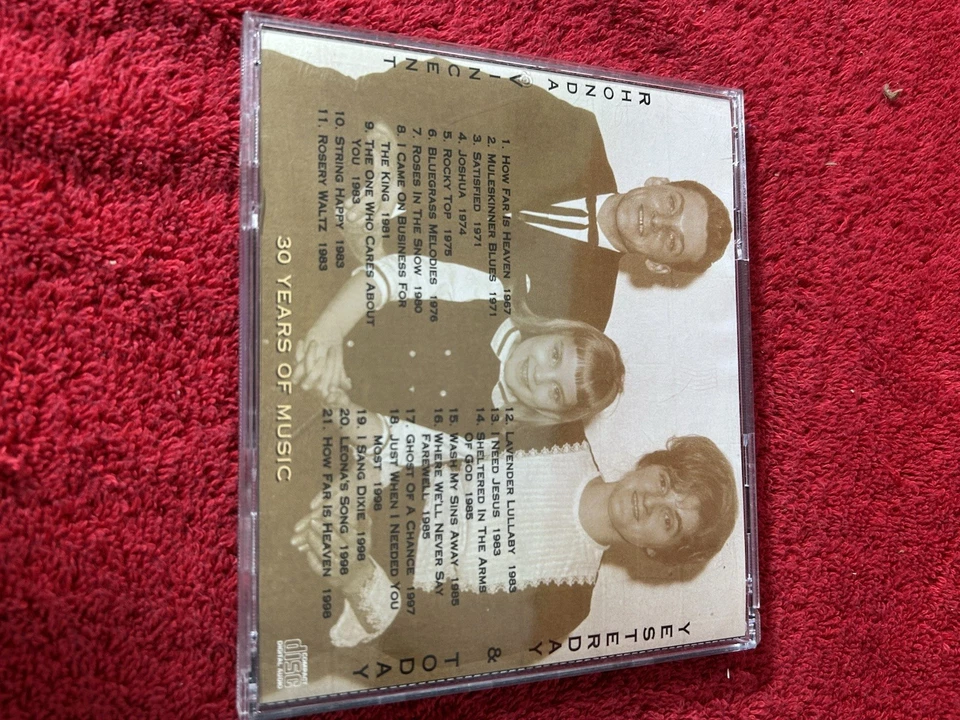 RHONDA
VINCENT
1. HOW FAR IS HEAVEN 1967
2. MULESKINNER BLUES 1971
3. SATISFIED 1971
4. JOSHUA 1974
5. ROCKY TOP 1975
6. BLUEGRASS MELODIES 1976
7. ROSES IN THE SNOW 1980
8. I CAME ON BUSINESS FOR
THE KING 1981
9. THE ONE WHO CARES ABOUT
YOU 1983
10. STRING HAPPY 1983
11. ROSERY WALTZ 1983
12. LAVENDER LULLABY 1983
13. I NEED JESUS 1983
14. SHELTERED IN THE ARMS
OF GOD 1985
15. WASH MY SINS AWAY 1985
16. WHERE WE'LL NEVER SAY
FAREWELL 1985
17. GHOST OF A CHANCE 1997
18. JUST WHEN I NEEDED YOU
MOST 1998
19. I SANG DIXIE 1998
20. LEONA'S SONG 1998
21. HOW FAR IS HEAVEN 1998
YESTERDAY
&
TODAY
30 YEARS OF MUSIC
COMPACT
disc
DIGITAL AUDIO